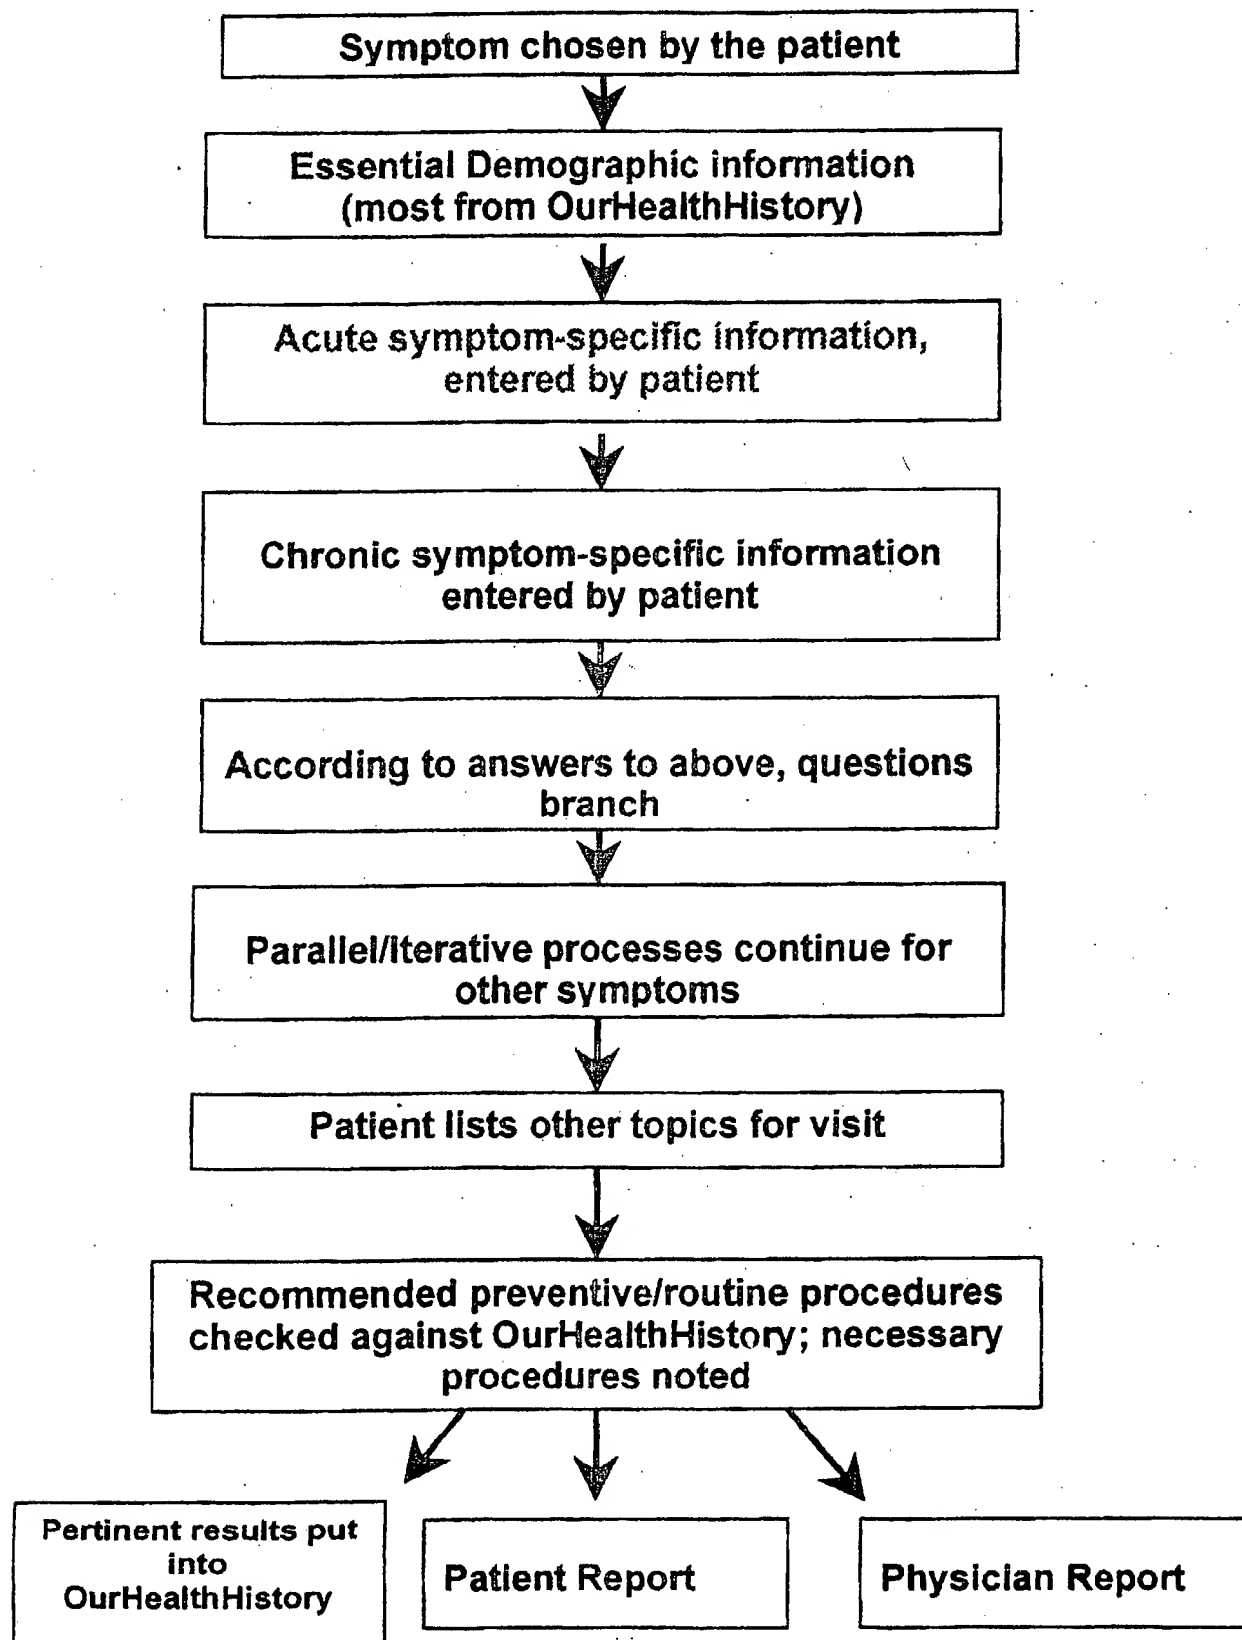 Symptom chosen by the patient
Essential Demographic information
(most from OurHealthHistory)
Acute symptom-specific information,
entered by patient
Chronic symptom-specific information
entered by patient
According to answers to above, questions
branch
Parallel/Iterative processes continue for
other symptoms
Patient lists other topics for visit
Recommended preventive/routine procedures
checked against OurHealthHistory; necessary
procedures noted
Pertinent results put
into
OurHealthHistory
Patient Report
Physician Report